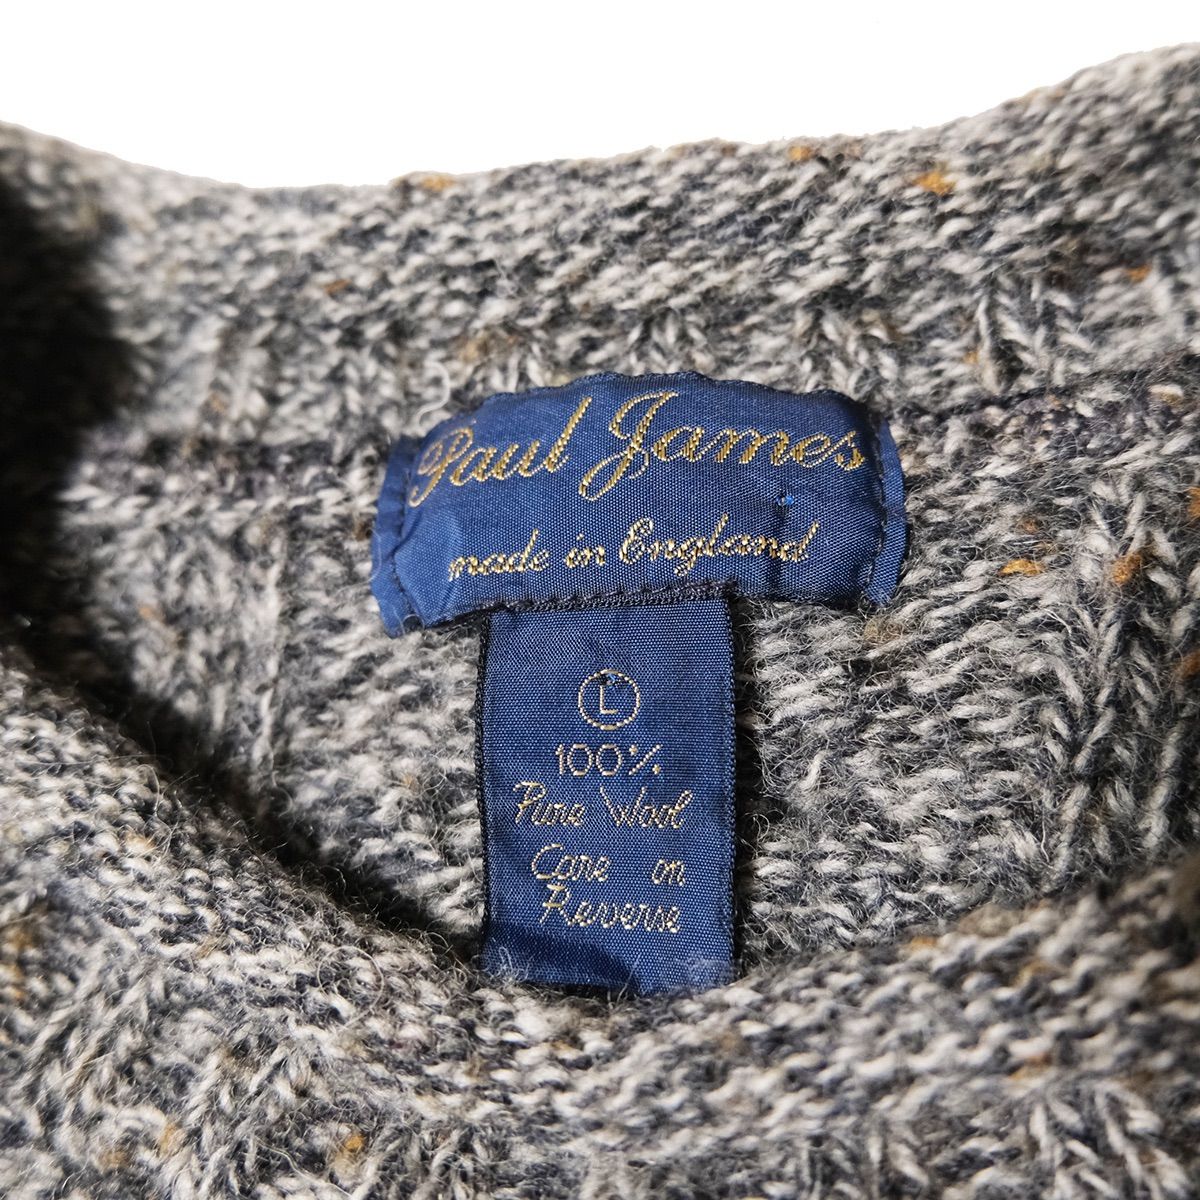 Paul James
made in England
L
100%
Pure Wool
Care on
Reverse